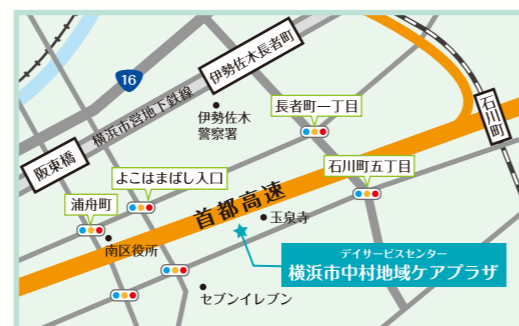 16
伊勢佐木長者町
横浜市営地下鉄線
伊勢佐木
警察署
長者町一丁目
石川町
阪東橋
よこはまばし入口
石川町五丁目
浦舟町
首都高速
玉泉寺
南区役所
デイサービスセンター
横浜市中村地域ケアプラザ
セブンイレブン